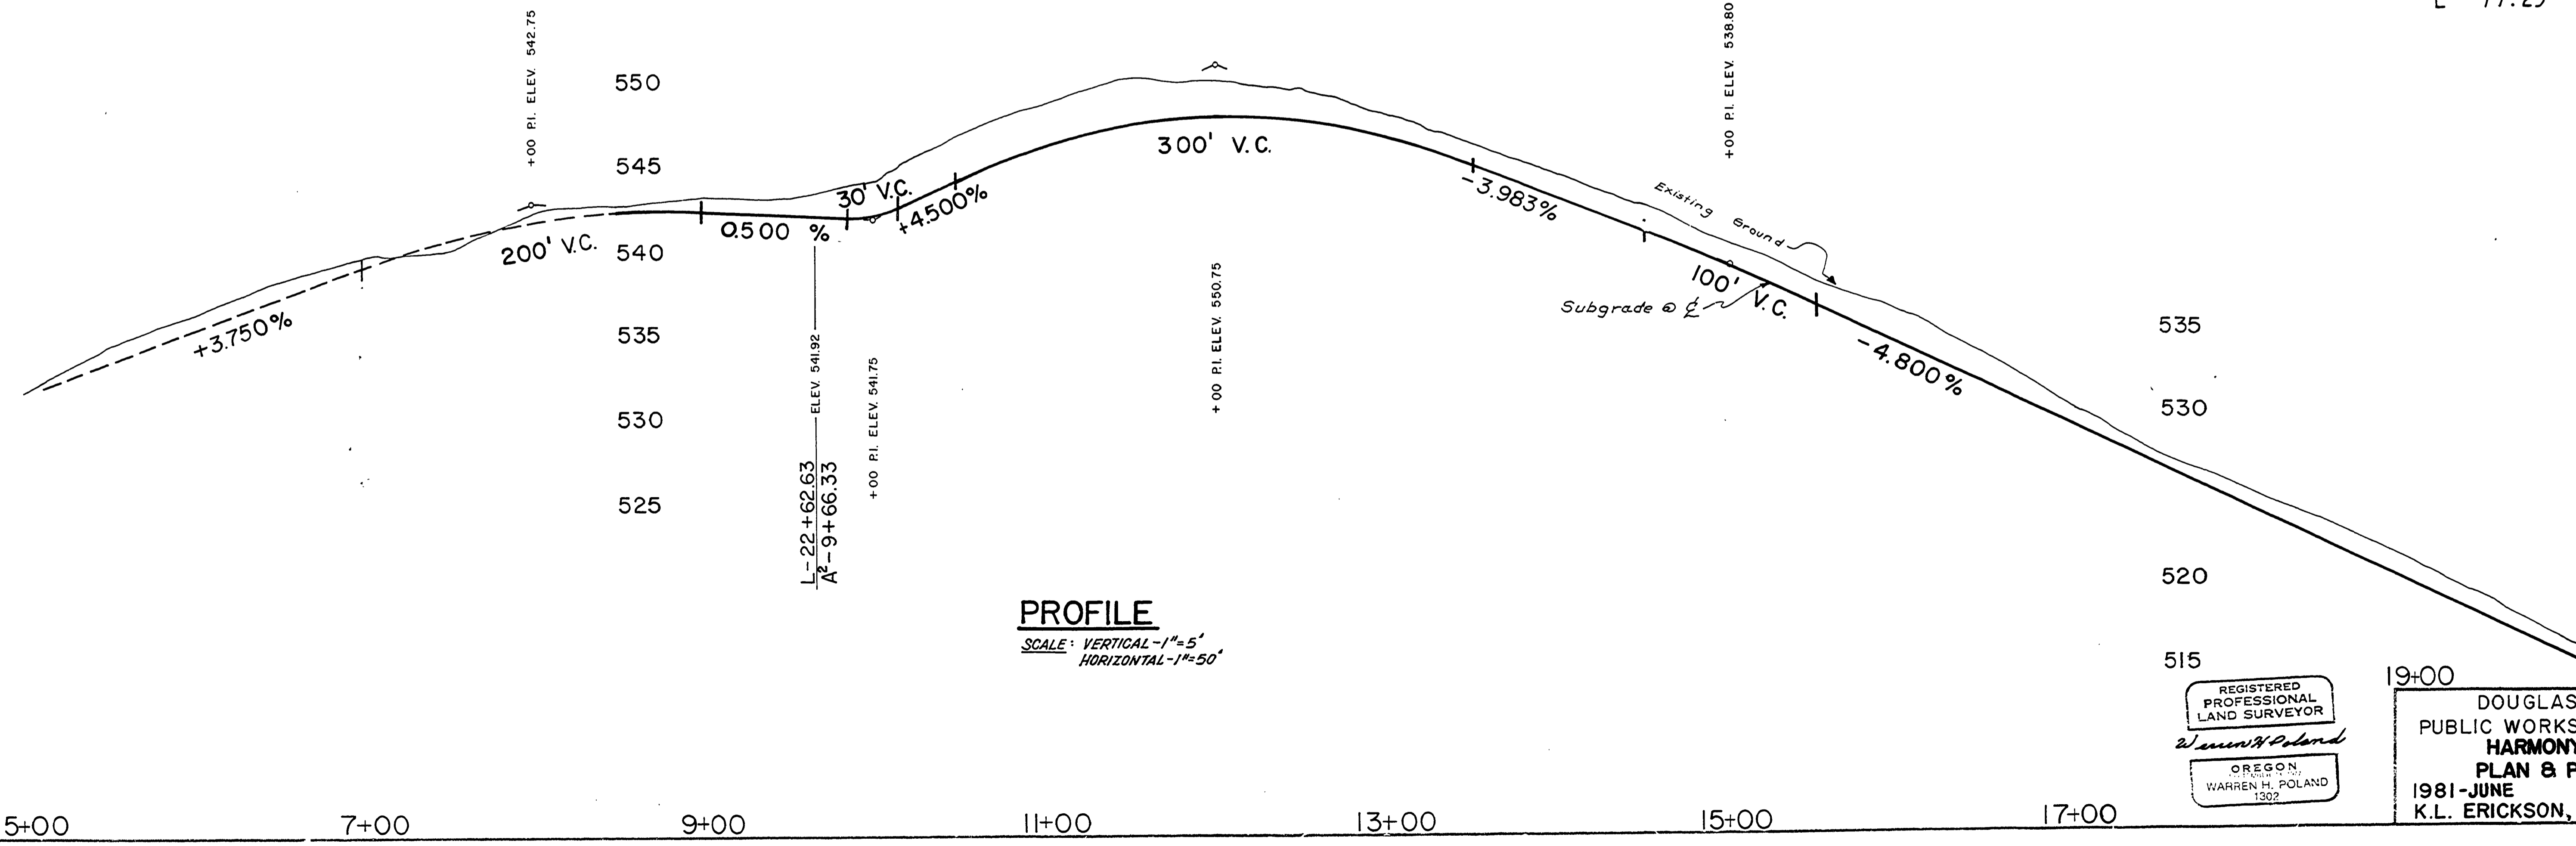 +00 P.I. ELEV. 542.75
+00 P.I. ELEV. 538.80
550
545
540
535
530
525
+3.750%
200' V.C.
0.500 %
30' V.C.
+4.500%
300' V.C.
-3.983%
Existing Ground
100' V.C.
Subgrade @ ℄
-4.800%
ELEV. 541.92
L-22+62.63
A²-9+66.33
+00 P.I. ELEV. 541.75
+00 P.I. ELEV. 550.75
535
530
520
515
PROFILE
SCALE: VERTICAL-1"=5'
HORIZONTAL-1"=50'
REGISTERED
PROFESSIONAL
LAND SURVEYOR
Warren H Poland
OREGON
WARREN H. POLAND
1302
19+00
DOUGLAS
PUBLIC WORKS
HARMONY
PLAN & P
1981-JUNE
K.L. ERICKSON,
5+00 7+00 9+00 11+00 13+00 15+00 17+00